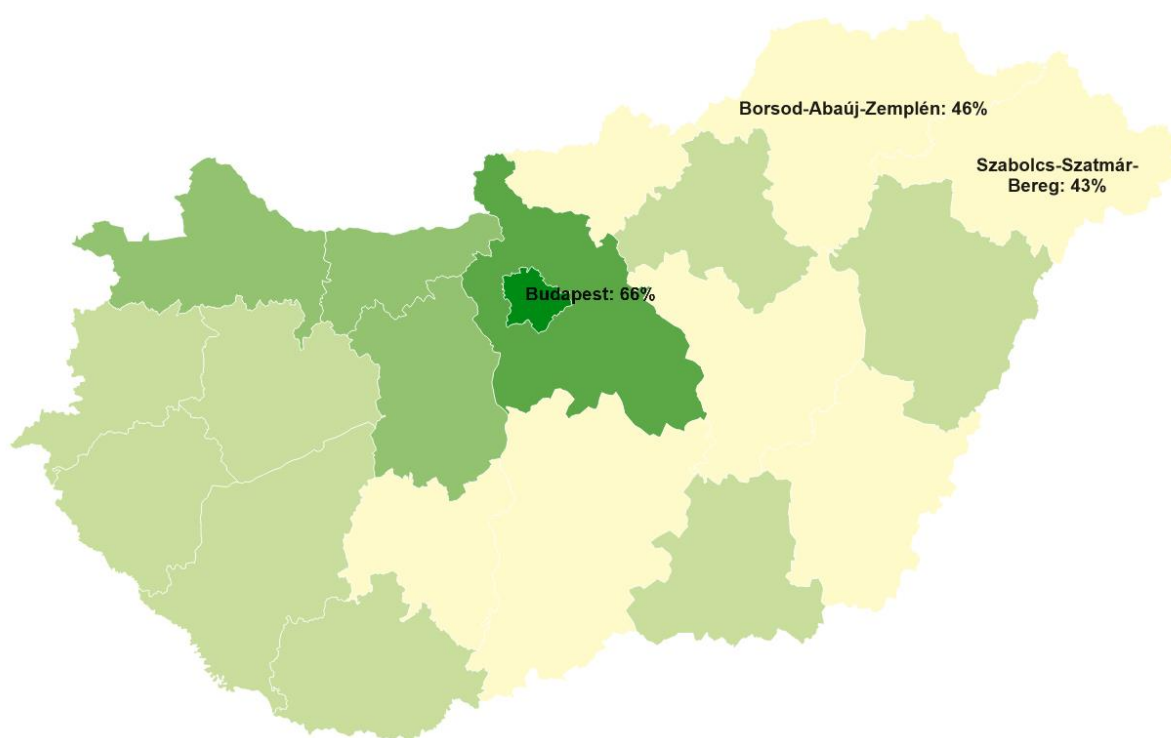 Borsod-Abaúj-Zemplén: 46%
Szabolcs-Szatmár-
Bereg: 43%
Budapest: 66%